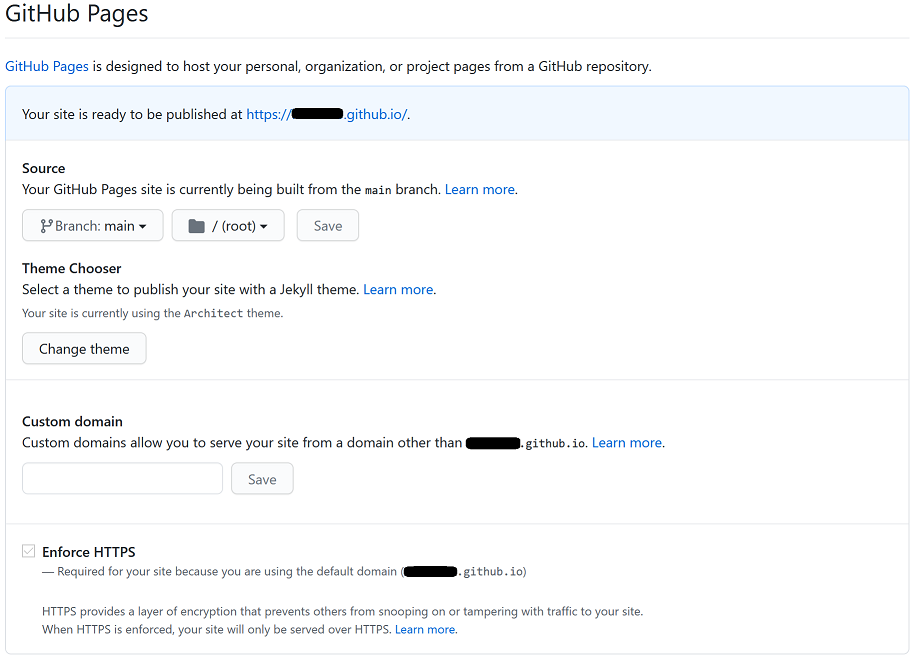 GitHub Pages
GitHub Pages is designed to host your personal, organization, or project pages from a GitHub repository.
Your site is ready to be published at https://.github.io/.
Source
Your GitHub Pages site is currently being built from the main branch. Learn more.
Branch: main / (root) Save
Theme Chooser
Select a theme to publish your site with a Jekyll theme. Learn more.
Your site is currently using the Architect theme.
Change theme
Custom domain
Custom domains allow you to serve your site from a domain other than .github.io. Learn more.
Save
Enforce HTTPS
— Required for your site because you are using the default domain (.github.io)
HTTPS provides a layer of encryption that prevents others from snooping on or tampering with traffic to your site.
When HTTPS is enforced, your site will only be served over HTTPS. Learn more.